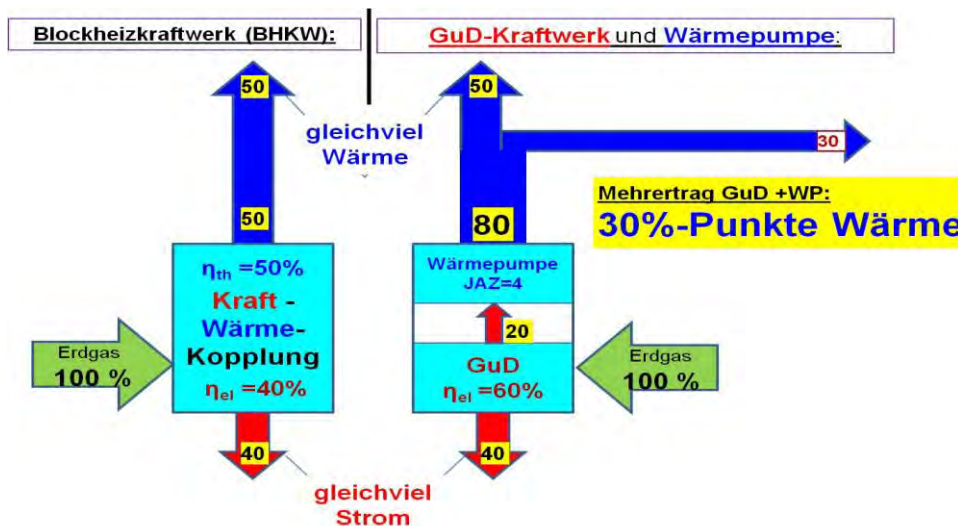 Blockheizkraftwerk (BHKW):
GuD-Kraftwerk und Wärmepumpe:
50
50
gleichviel
Wärme
30
Mehrertrag GuD +WP:
30%-Punkte Wärme
50
80
ηth =50%
Kraft -
Wärme-
Kopplung
ηel =40%
Wärmepumpe
JAZ=4
20
GuD
ηel =60%
Erdgas
100 %
Erdgas
100 %
40
40
gleichviel
Strom